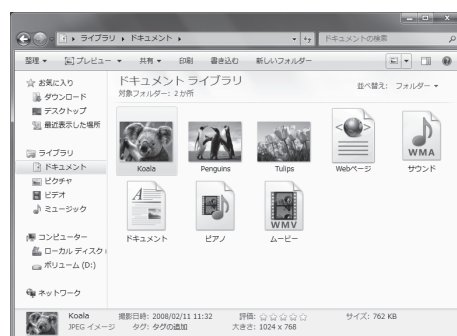 ライブラリ ▸ ドキュメント ▸
ドキュメントの検索
整理 ▼ プレビュー ▼ 共有 ▼ 印刷 書き込む 新しいフォルダー
お気に入り
ダウンロード
デスクトップ
最近表示した場所
ライブラリ
ドキュメント
ピクチャ
ビデオ
ミュージック
コンピューター
ローカル ディスク (
ボリューム (D:)
ネットワーク
ドキュメント ライブラリ
対象フォルダー: 2 か所
並べ替え: フォルダー ▼
Koala
Penguins
Tulips
Webページ
WMA
サウンド
ドキュメント
ピアノ
WMV
ムービー
Koala 撮影日時: 2008/02/11 11:32 評価: ☆☆☆☆☆ サイズ: 762 KB
JPEG イメージ タグ: タグの追加 大きさ: 1024 x 768